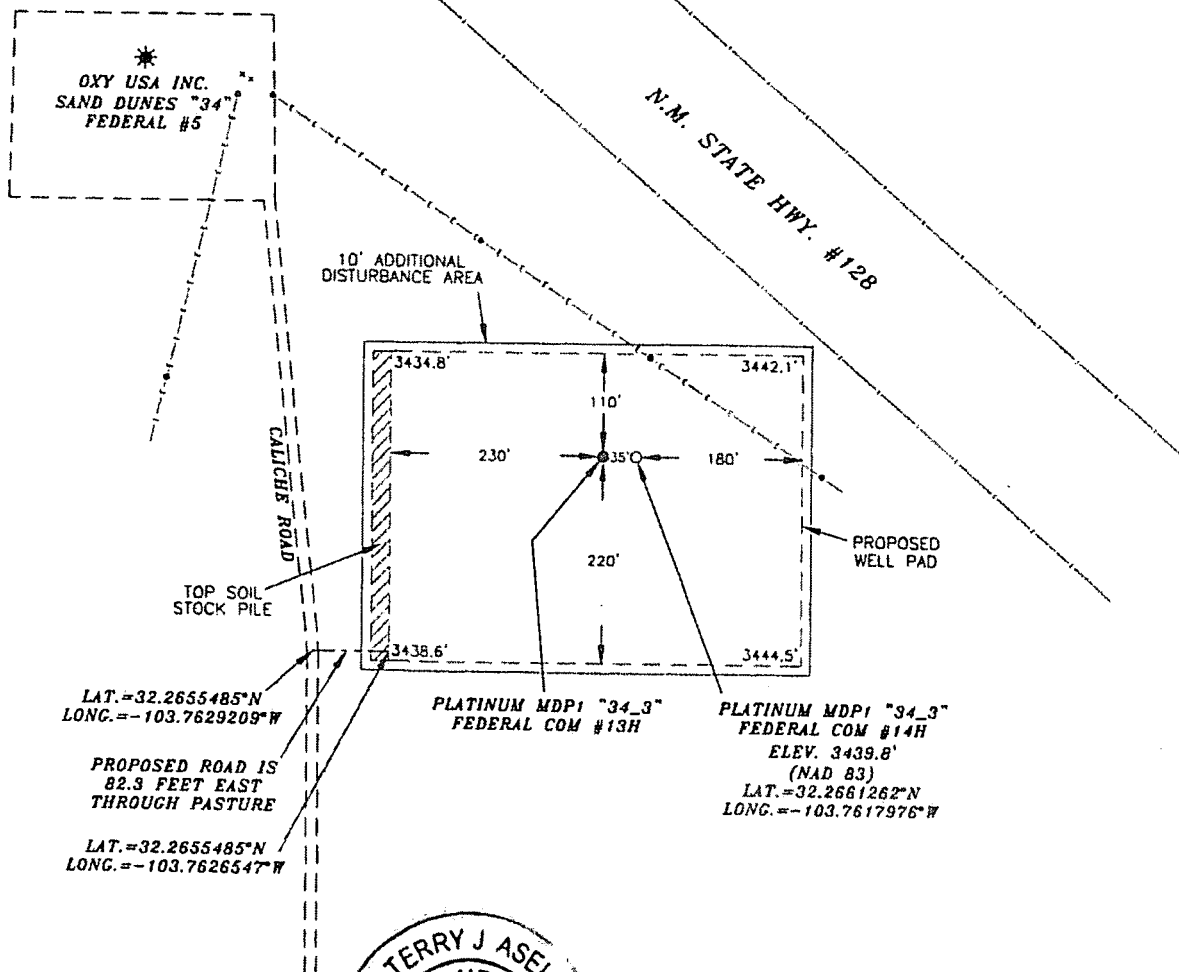 OXY USA INC.
SAND DUNES "34"
FEDERAL #5
N.M. STATE HWY. #128
10' ADDITIONAL
DISTURBANCE AREA
3434.8'
3442.1'
110'
230'
35'
180'
CALICHE ROAD
220'
PROPOSED
WELL PAD
TOP SOIL
STOCK PILE
3438.6'
3444.5'
LAT.=32.2655485°N
LONG.=-103.7629209°W
PLATINUM MDP1 "34_3"
FEDERAL COM #13H
PLATINUM MDP1 "34_3"
FEDERAL COM #14H
ELEV. 3439.8'
(NAD 83)
LAT.=32.2661262°N
LONG.=-103.7617976°W
PROPOSED ROAD IS
82.3 FEET EAST
THROUGH PASTURE
LAT.=32.2655485°N
LONG.=-103.7626547°W
TERRY J